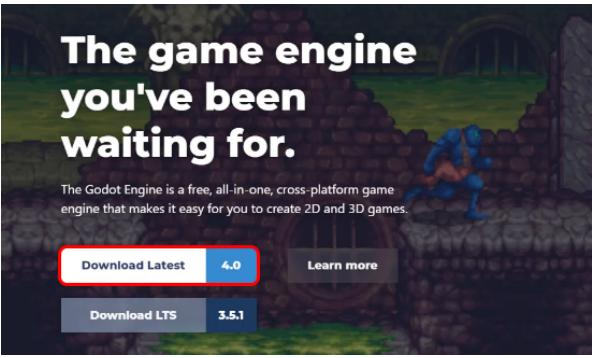 The game engine
you've been
waiting for.
The Godot Engine is a free, all-in-one, cross-platform game
engine that makes it easy for you to create 2D and 3D games.
Download Latest 4.0 Learn more
Download LTS 3.5.1